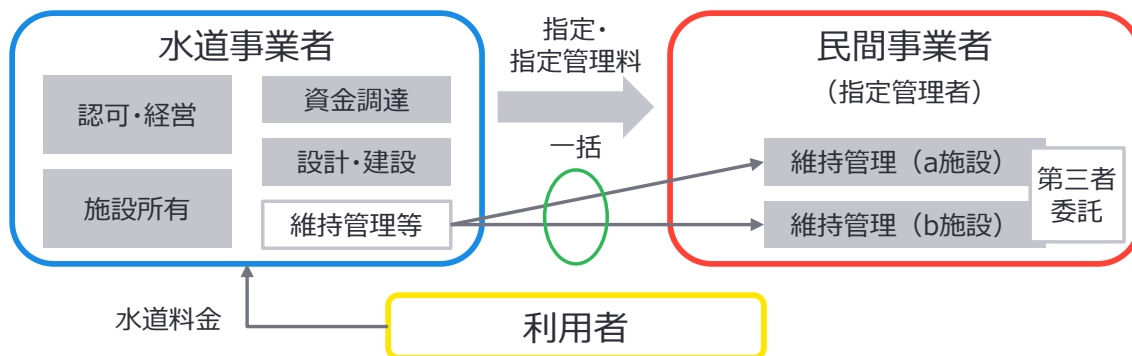 水道事業者
認可・経営
施設所有
資金調達
設計・建設
維持管理等
指定・
指定管理料
一括
民間事業者
（指定管理者）
維持管理（a施設）
維持管理（b施設）
第三者
委託
水道料金
利用者